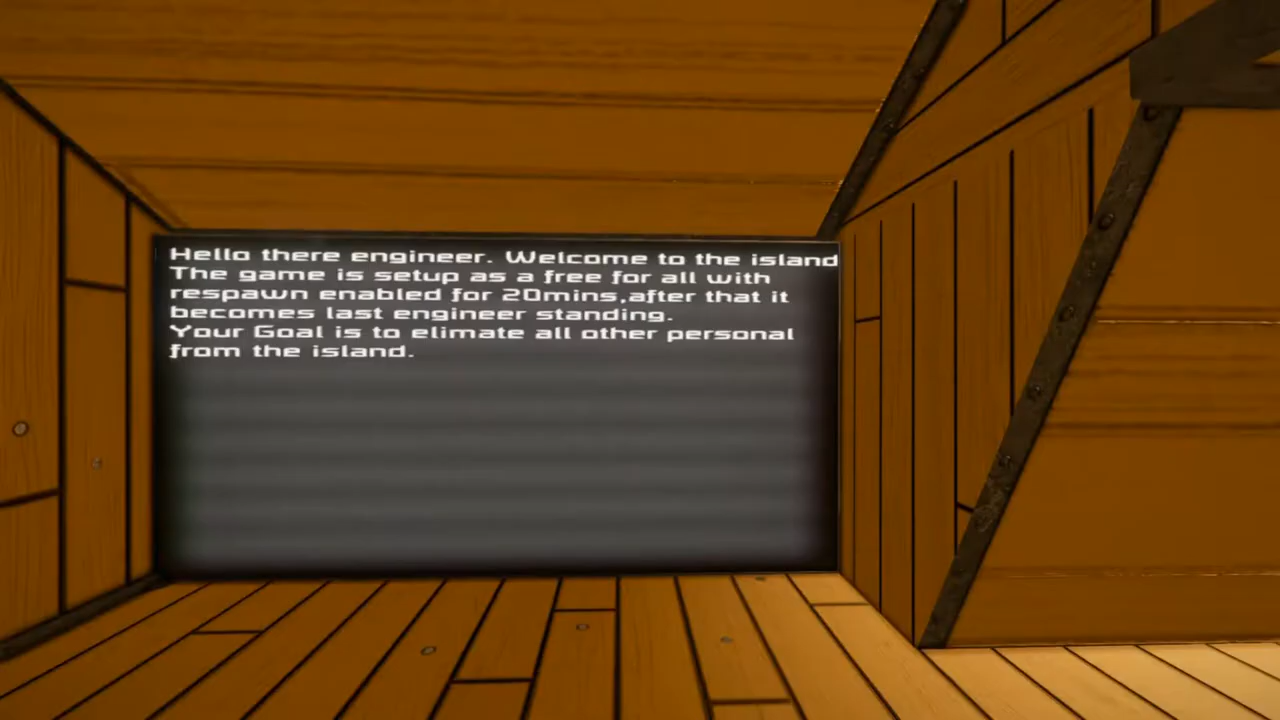 Hello there engineer. Welcome to the island
The game is setup as a free for all with
respawn enabled for 20mins,after that it
becomes last engineer standing.
Your Goal is to elimate all other personal
from the island.